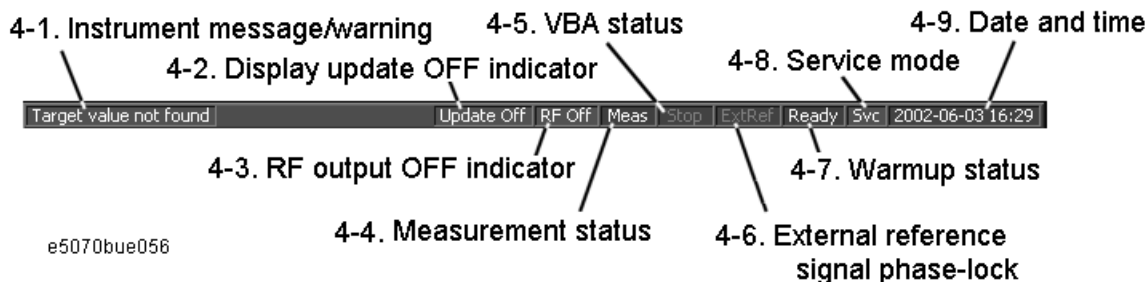 4-5. VBA status
4-9. Date and time
4-1. Instrument message/warning
4-8. Service mode
4-2. Display update OFF indicator
Target value not found Update Off RF Off Meas Stop ExtRef Ready Svc 2002-06-03 16:29
4-3. RF output OFF indicator
4-7. Warmup status
4-4. Measurement status
4-6. External reference
signal phase-lock
e5070bue056